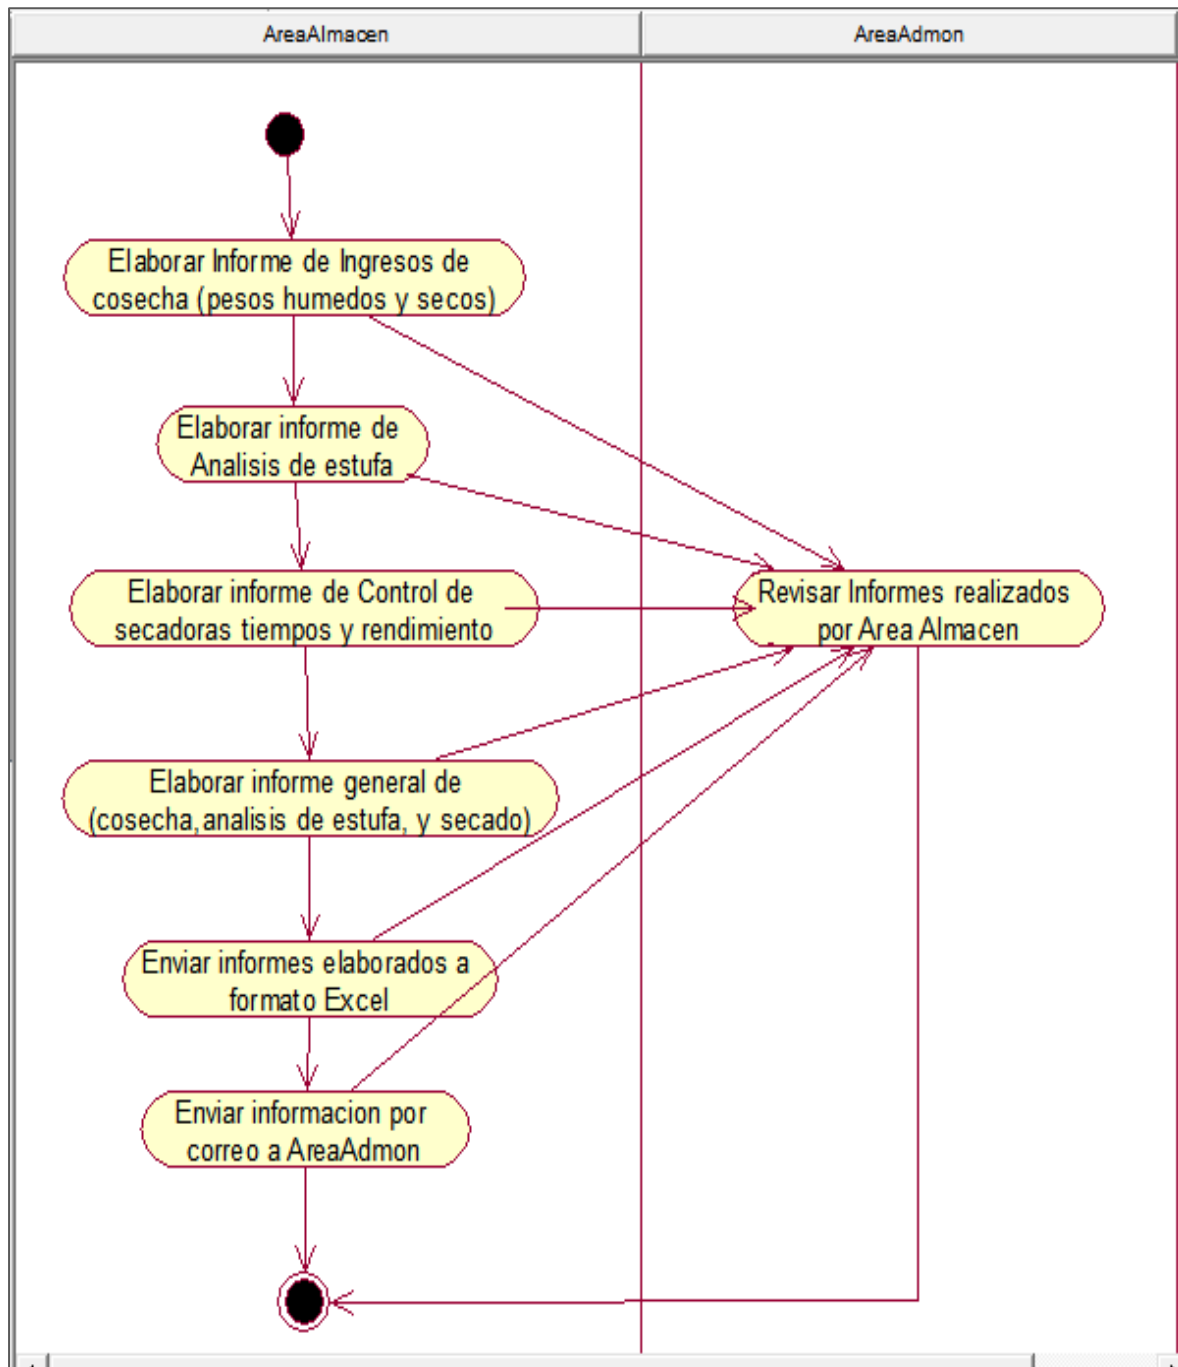 AreaAlmacen
AreaAdmon
Elaborar Informe de Ingresos de
cosecha (pesos humedos y secos)
Elaborar informe de
Analisis de estufa
Elaborar informe de Control de
secadoras tiempos y rendimiento
Revisar Informes realizados
por Area Almacen
Elaborar informe general de
(cosecha, analisis de estufa, y secado)
Enviar informes elaborados a
formato Excel
Enviar informacion por
correo a AreaAdmon